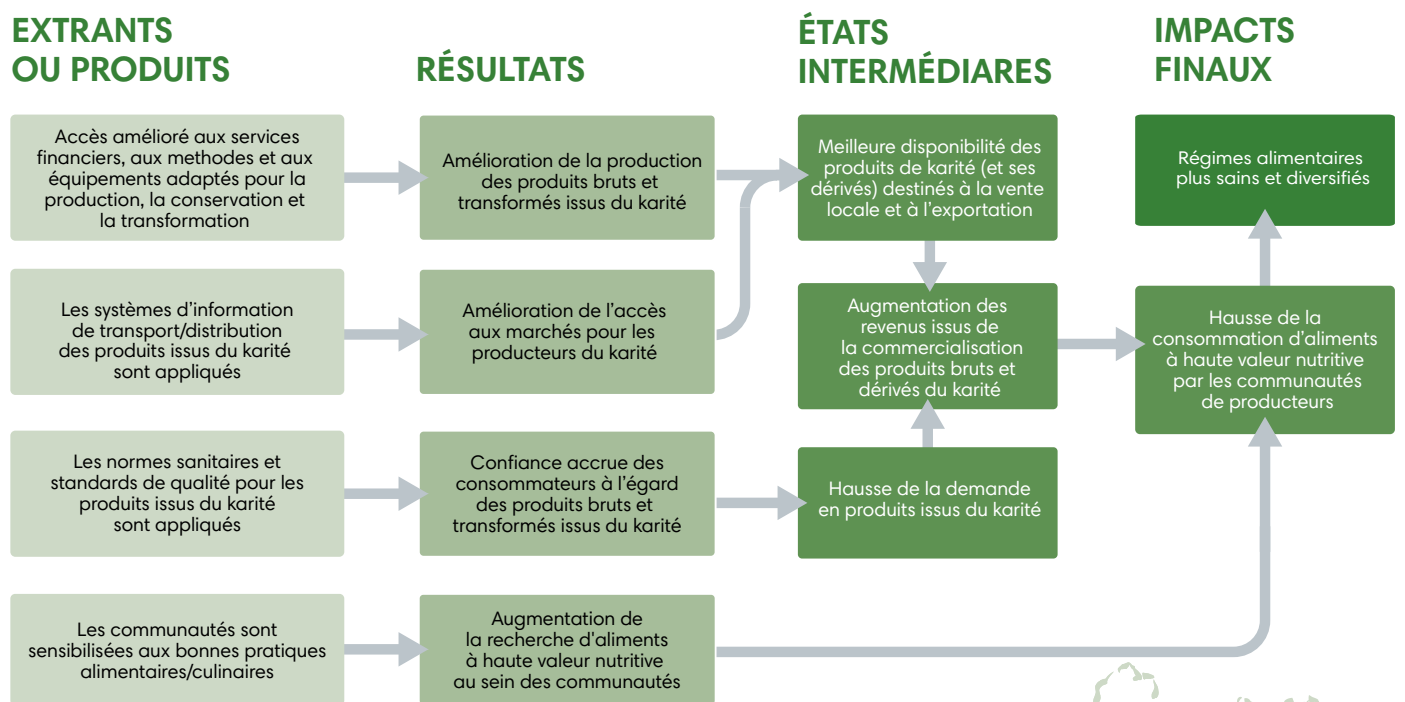 EXTRANTS
OU PRODUITS
RÉSULTATS
ÉTATS
INTERMÉDIARES
IMPACTS
FINAUX
Accès amélioré aux services
financiers, aux methodes et aux
équipements adaptés pour la
production, la conservation et
la transformation
Amélioration de la production
des produits bruts et
transformés issus du karité
Meilleure disponibilité des
produits de karité (et ses
dérivés) destinés à la vente
locale et à l'exportation
Régimes alimentaires
plus sains et diversifiés
Les systèmes d'information
de transport/distribution
des produits issus du karité
sont appliqués
Amélioration de l'accès
aux marchés pour les
producteurs du karité
Augmentation des
revenus issus de
la commercialisation
des produits bruts et
dérivés du karité
Hausse de la
consommation d'aliments
à haute valeur nutritive
par les communautés
de producteurs
Les normes sanitaires et
standards de qualité pour les
produits issus du karité
sont appliqués
Confiance accrue des
consommateurs à l'égard
des produits bruts et
transformés issus du karité
Hausse de la demande
en produits issus du karité
Les communautés sont
sensibilisées aux bonnes pratiques
alimentaires/culinaires
Augmentation de
la recherche d'aliments
à haute valeur nutritive
au sein des communautés